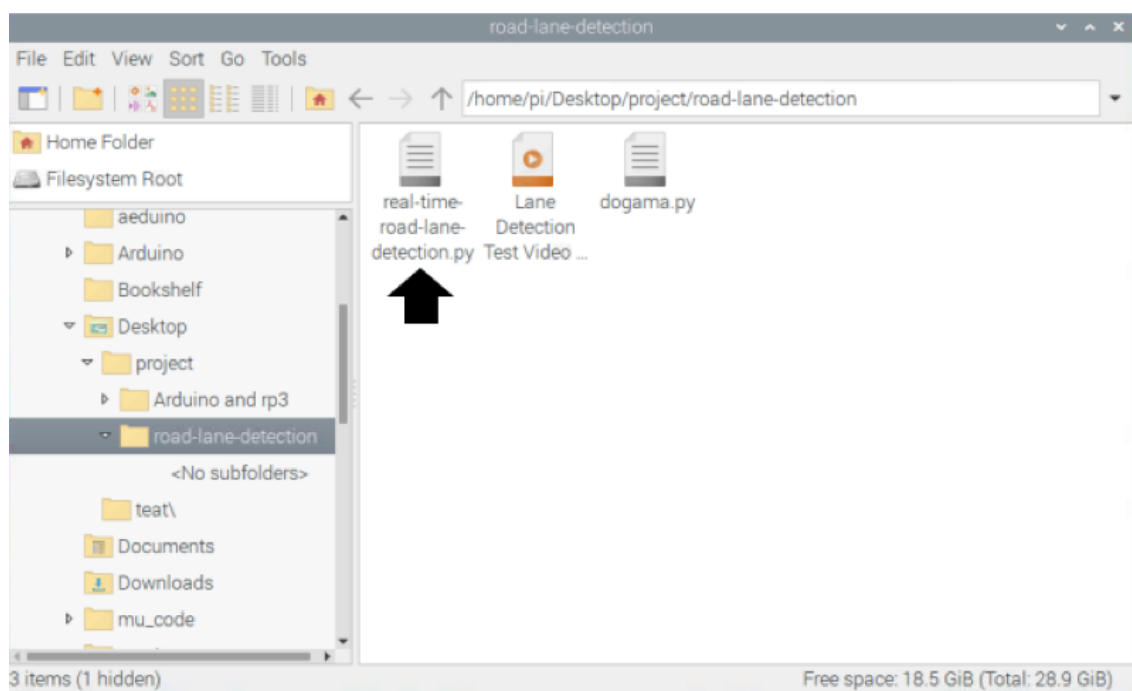 road-lane-detection
File Edit View Sort Go Tools
/home/pi/Desktop/project/road-lane-detection
Home Folder
Filesystem Root
aeduino
Arduino
Bookshelf
Desktop
project
Arduino and rp3
road-lane-detection
<No subfolders>
teat\
Documents
Downloads
mu_code
real-time-
road-lane-
detection.py
Lane
Detection
Test Video ...
dogama.py
3 items (1 hidden)
Free space: 18.5 GiB (Total: 28.9 GiB)